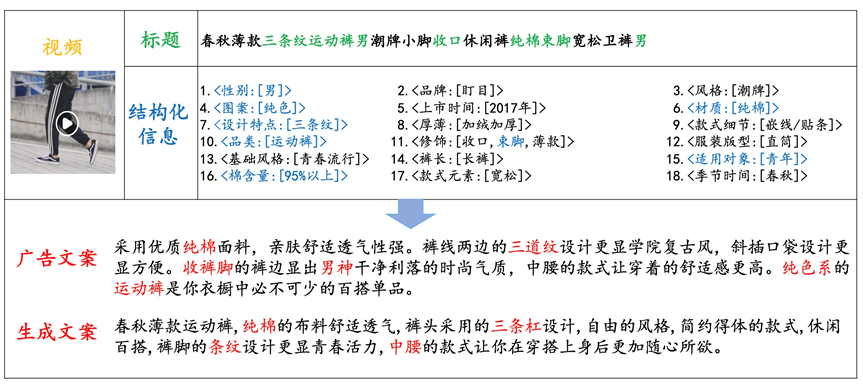 视频
标题
春秋薄款三条纹运动裤男潮牌小脚收口休闲裤纯棉束脚宽松卫裤男
结构化
信息
1.<性别:[男]> 2.<品牌:[盯目]> 3.<风格:[潮牌]>
4.<图案:[纯色]> 5.<上市时间:[2017年]> 6.<材质:[纯棉]>
7.<设计特点:[三条纹]> 8.<厚薄:[加绒加厚]> 9.<款式细节:[嵌线/贴条]>
10.<品类:[运动裤]> 11.<修饰:[收口,束脚,薄款]> 12.<服装版型:[直筒]>
13.<基础风格:[青春流行]> 14.<裤长:[长裤]> 15.<适用对象:[青年]>
16.<棉含量:[95%以上]> 17.<款式元素:[宽松]> 18.<季节时间:[春秋]>
广告文案
采用优质纯棉面料，亲肤舒适透气性强。裤线两边的三道纹设计更显学院复古风，斜插口袋设计更
显方便。收裤脚的裤边显出男神干净利落的时尚气质，中腰的款式让穿着的舒适感更高。纯色系的
运动裤是你衣橱中必不可少的百搭单品。
生成文案
春秋薄款运动裤,纯棉的布料舒适透气,裤头采用的三条杠设计,自由的风格,简约得体的款式,休闲
百搭,裤脚的条纹设计更显青春活力,中腰的款式让你在穿搭上身后更加随心所欲。